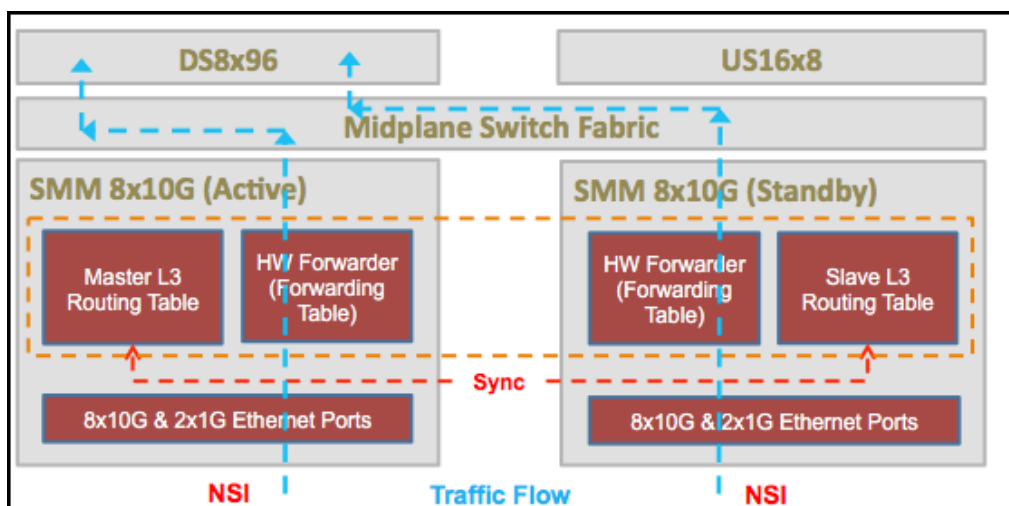 DS8x96
US16x8
Midplane Switch Fabric
SMM 8x10G (Active)
SMM 8x10G (Standby)
Master L3
Routing Table
HW Forwarder
(Forwarding
Table)
HW Forwarder
(Forwarding
Table)
Slave L3
Routing Table
Sync
8x10G & 2x1G Ethernet Ports
8x10G & 2x1G Ethernet Ports
NSI
Traffic Flow
NSI